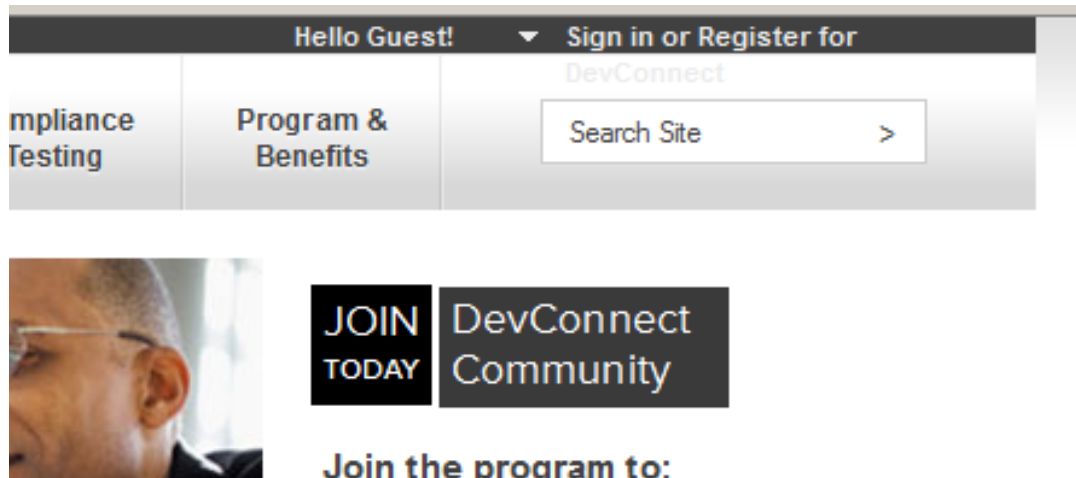 Hello Guest! Sign in or Register for
DevConnect
mpliance
Testing
Program &
Benefits
Search Site >
JOIN
TODAY
DevConnect
Community
Join the program to: